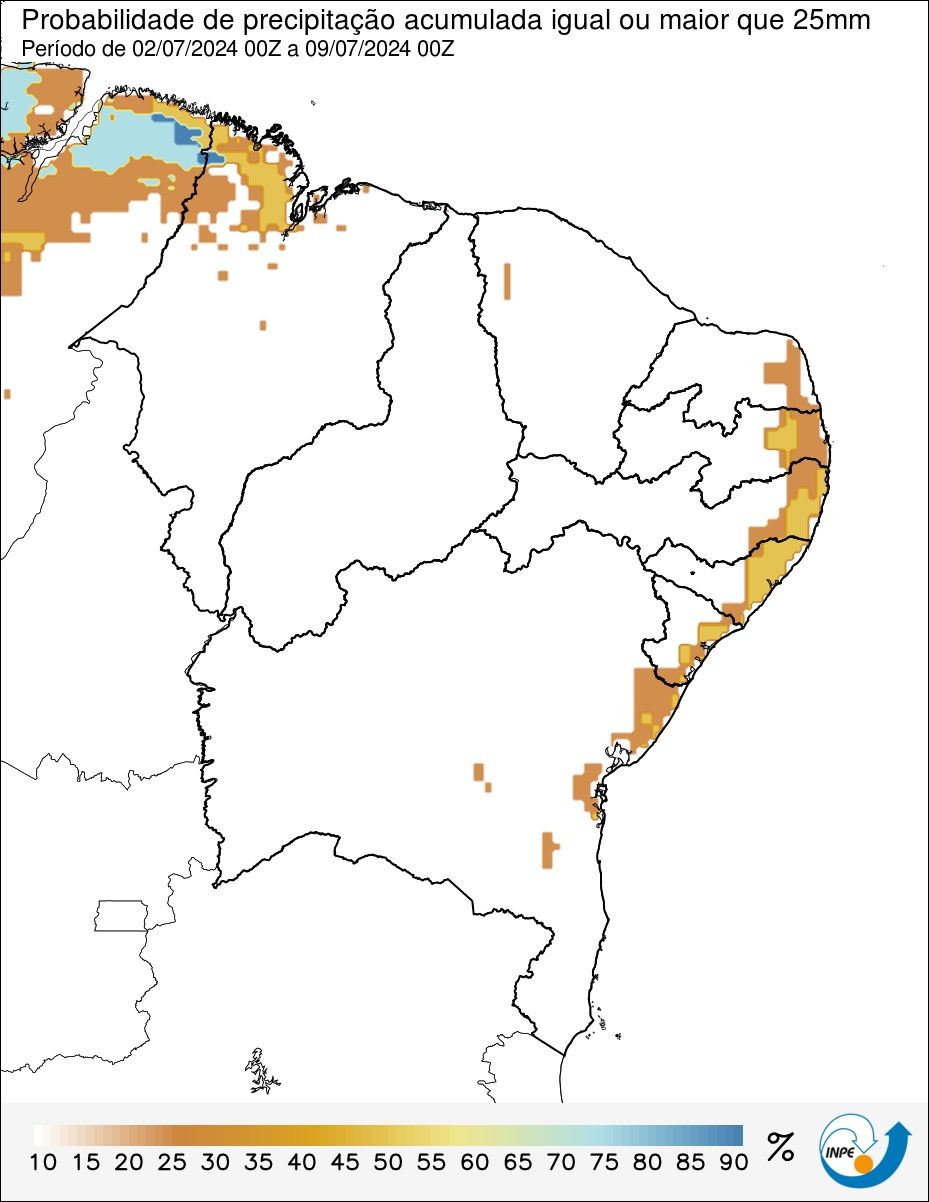 Probabilidade de precipitação acumulada igual ou maior que 25mm
Período de 02/07/2024 00Z a 09/07/2024 00Z
10 15 20 25 30 35 40 45 50 55 60 65 70 75 80 85 90 %
INPE